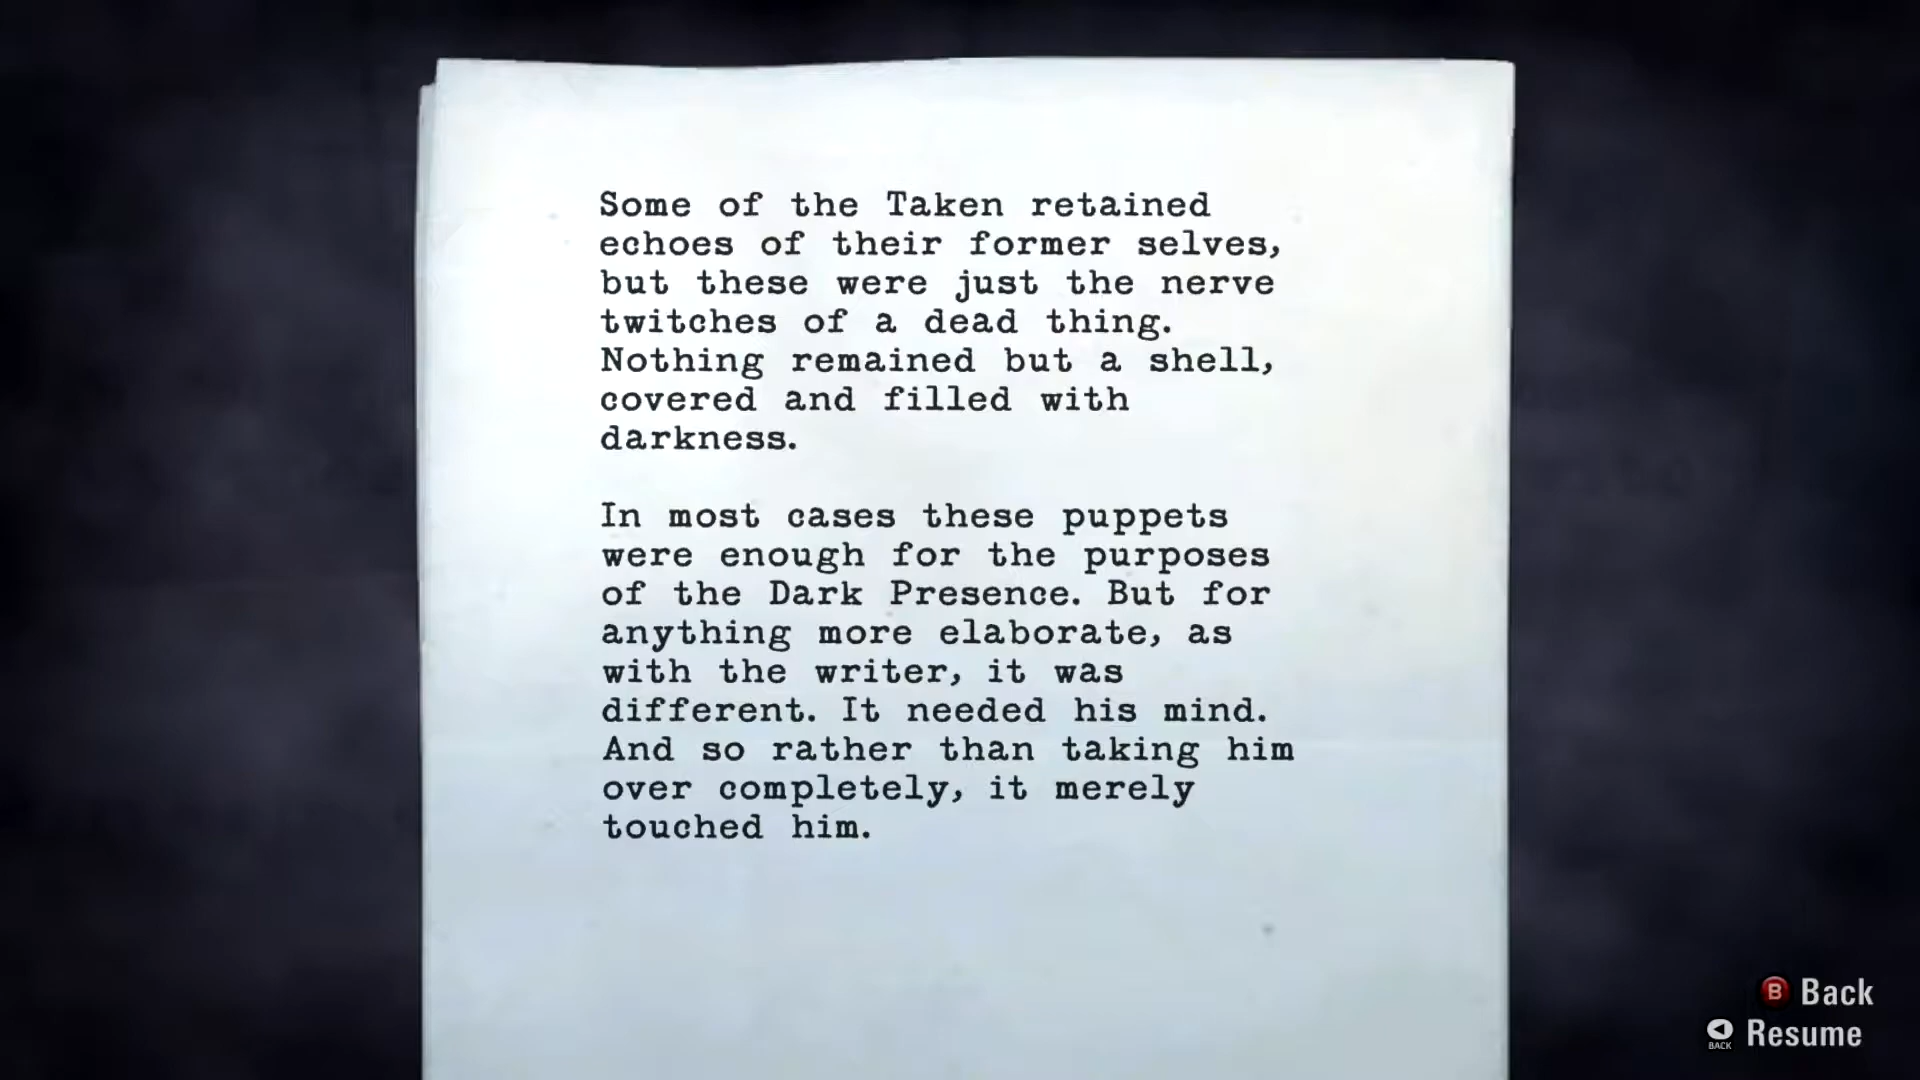 Some of the Taken retained
echoes of their former selves,
but these were just the nerve
twitches of a dead thing.
Nothing remained but a shell,
covered and filled with
darkness.
In most cases these puppets
were enough for the purposes
of the Dark Presence. But for
anything more elaborate, as
with the writer, it was
different. It needed his mind.
And so rather than taking him
over completely, it merely
touched him.
B Back
BACK Resume